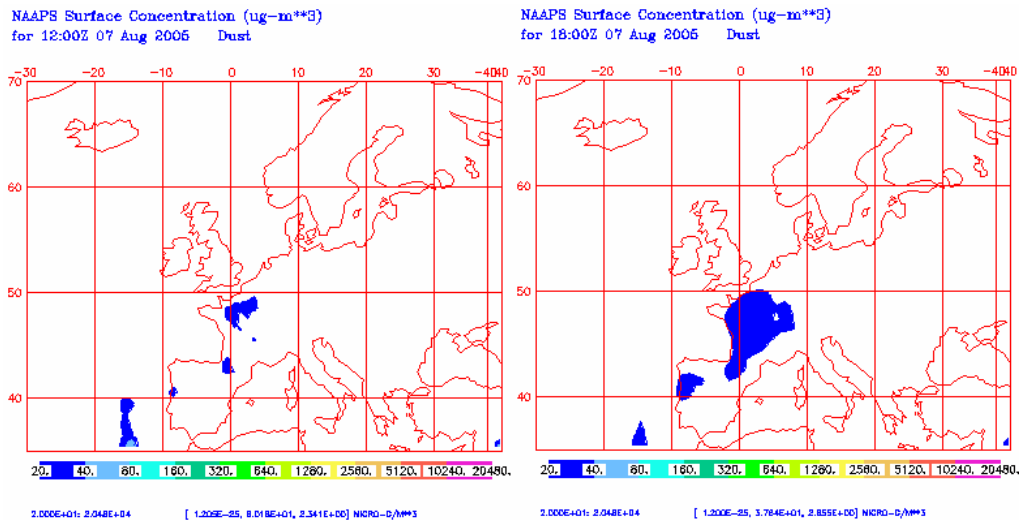 NAAPS Surface Concentration (ug-m**3)
for 12:00Z 07 Aug 2005 Dust
-30 -20 -10 0 10 20 30 40
70
60
50
40
20. 40. 80. 160. 320. 640. 1280. 2560. 5120. 10240. 20480.
2.000E+01: 2.048E+04 [ 1.205E-25, 8.018E+01, 2.341E+00] MICRO-G/M**3
NAAPS Surface Concentration (ug-m**3)
for 18:00Z 07 Aug 2005 Dust
-30 -20 -10 0 10 20 30 40
70
60
50
40
20. 40. 80. 160. 320. 640. 1280. 2560. 5120. 10240. 20480.
2.000E+01: 2.048E+04 [ 1.200E-25, 3.764E+01, 2.855E+00] MICRO-G/M**3